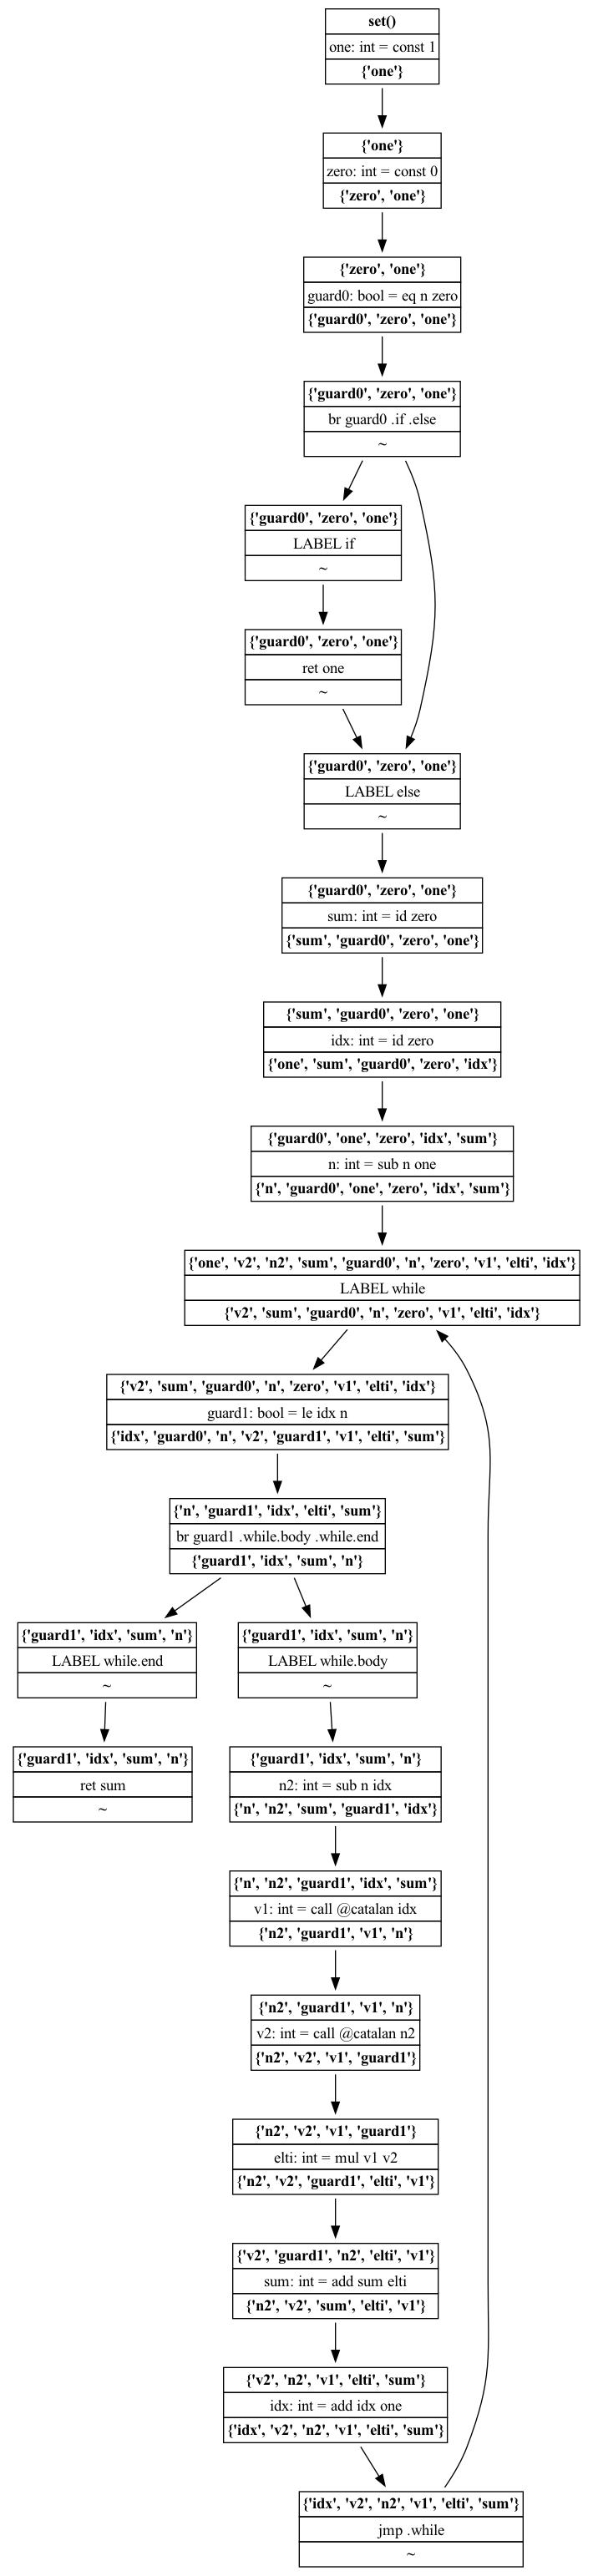 set()
one: int = const 1
{'one'}
{'one'}
zero: int = const 0
{'zero', 'one'}
{'zero', 'one'}
guard0: bool = eq n zero
{'guard0', 'zero', 'one'}
{'guard0', 'zero', 'one'}
br guard0 .if .else
~
{'guard0', 'zero', 'one'}
LABEL if
~
{'guard0', 'zero', 'one'}
ret one
~
{'guard0', 'zero', 'one'}
LABEL else
~
{'guard0', 'zero', 'one'}
sum: int = id zero
{'sum', 'guard0', 'zero', 'one'}
{'sum', 'guard0', 'zero', 'one'}
idx: int = id zero
{'one', 'sum', 'guard0', 'zero', 'idx'}
{'guard0', 'one', 'zero', 'idx', 'sum'}
n: int = sub n one
{'n', 'guard0', 'one', 'zero', 'idx', 'sum'}
{'one', 'v2', 'n2', 'sum', 'guard0', 'n', 'zero', 'v1', 'elti', 'idx'}
LABEL while
{'v2', 'sum', 'guard0', 'n', 'zero', 'v1', 'elti', 'idx'}
{'v2', 'sum', 'guard0', 'n', 'zero', 'v1', 'elti', 'idx'}
guard1: bool = le idx n
{'idx', 'guard0', 'n', 'v2', 'guard1', 'v1', 'elti', 'sum'}
{'n', 'guard1', 'idx', 'elti', 'sum'}
br guard1 .while.body .while.end
{'guard1', 'idx', 'sum', 'n'}
{'guard1', 'idx', 'sum', 'n'}
LABEL while.end
~
{'guard1', 'idx', 'sum', 'n'}
LABEL while.body
~
{'guard1', 'idx', 'sum', 'n'}
ret sum
~
{'guard1', 'idx', 'sum', 'n'}
n2: int = sub n idx
{'n', 'n2', 'sum', 'guard1', 'idx'}
{'n', 'n2', 'guard1', 'idx', 'sum'}
v1: int = call @catalan idx
{'n2', 'guard1', 'v1', 'n'}
{'n2', 'guard1', 'v1', 'n'}
v2: int = call @catalan n2
{'n2', 'v2', 'v1', 'guard1'}
{'n2', 'v2', 'v1', 'guard1'}
elti: int = mul v1 v2
{'n2', 'v2', 'guard1', 'elti', 'v1'}
{'v2', 'guard1', 'n2', 'elti', 'v1'}
sum: int = add sum elti
{'n2', 'v2', 'sum', 'elti', 'v1'}
{'v2', 'n2', 'v1', 'elti', 'sum'}
idx: int = add idx one
{'idx', 'v2', 'n2', 'v1', 'elti', 'sum'}
{'idx', 'v2', 'n2', 'v1', 'elti', 'sum'}
jmp .while
~